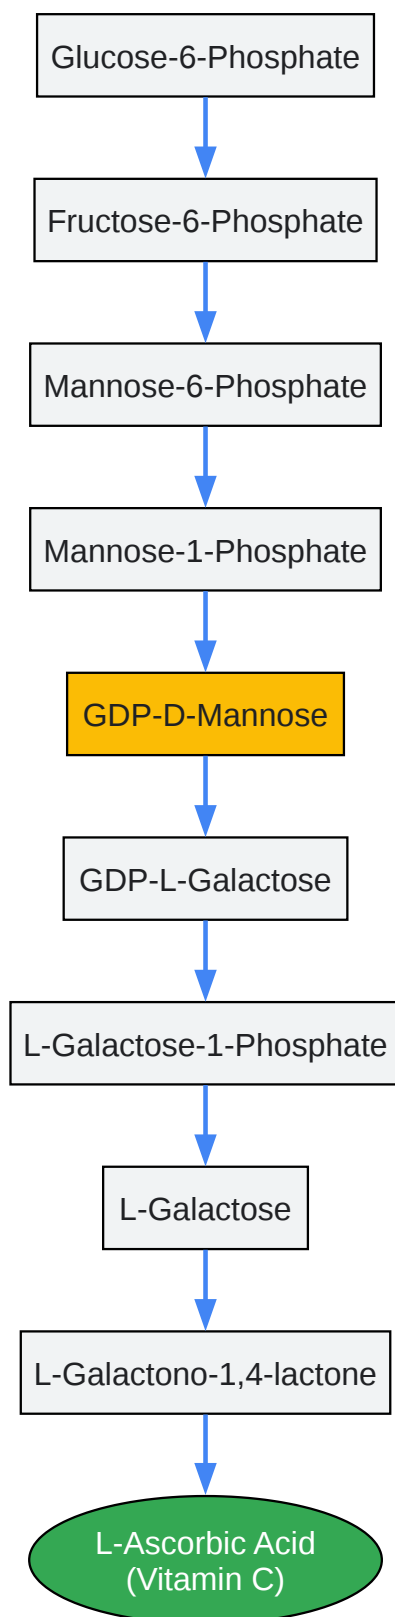 Glucose-6-Phosphate
Fructose-6-Phosphate
Mannose-6-Phosphate
Mannose-1-Phosphate
GDP-D-Mannose
GDP-L-Galactose
L-Galactose-1-Phosphate
L-Galactose
L-Galactono-1,4-lactone
L-Ascorbic Acid
(Vitamin C)